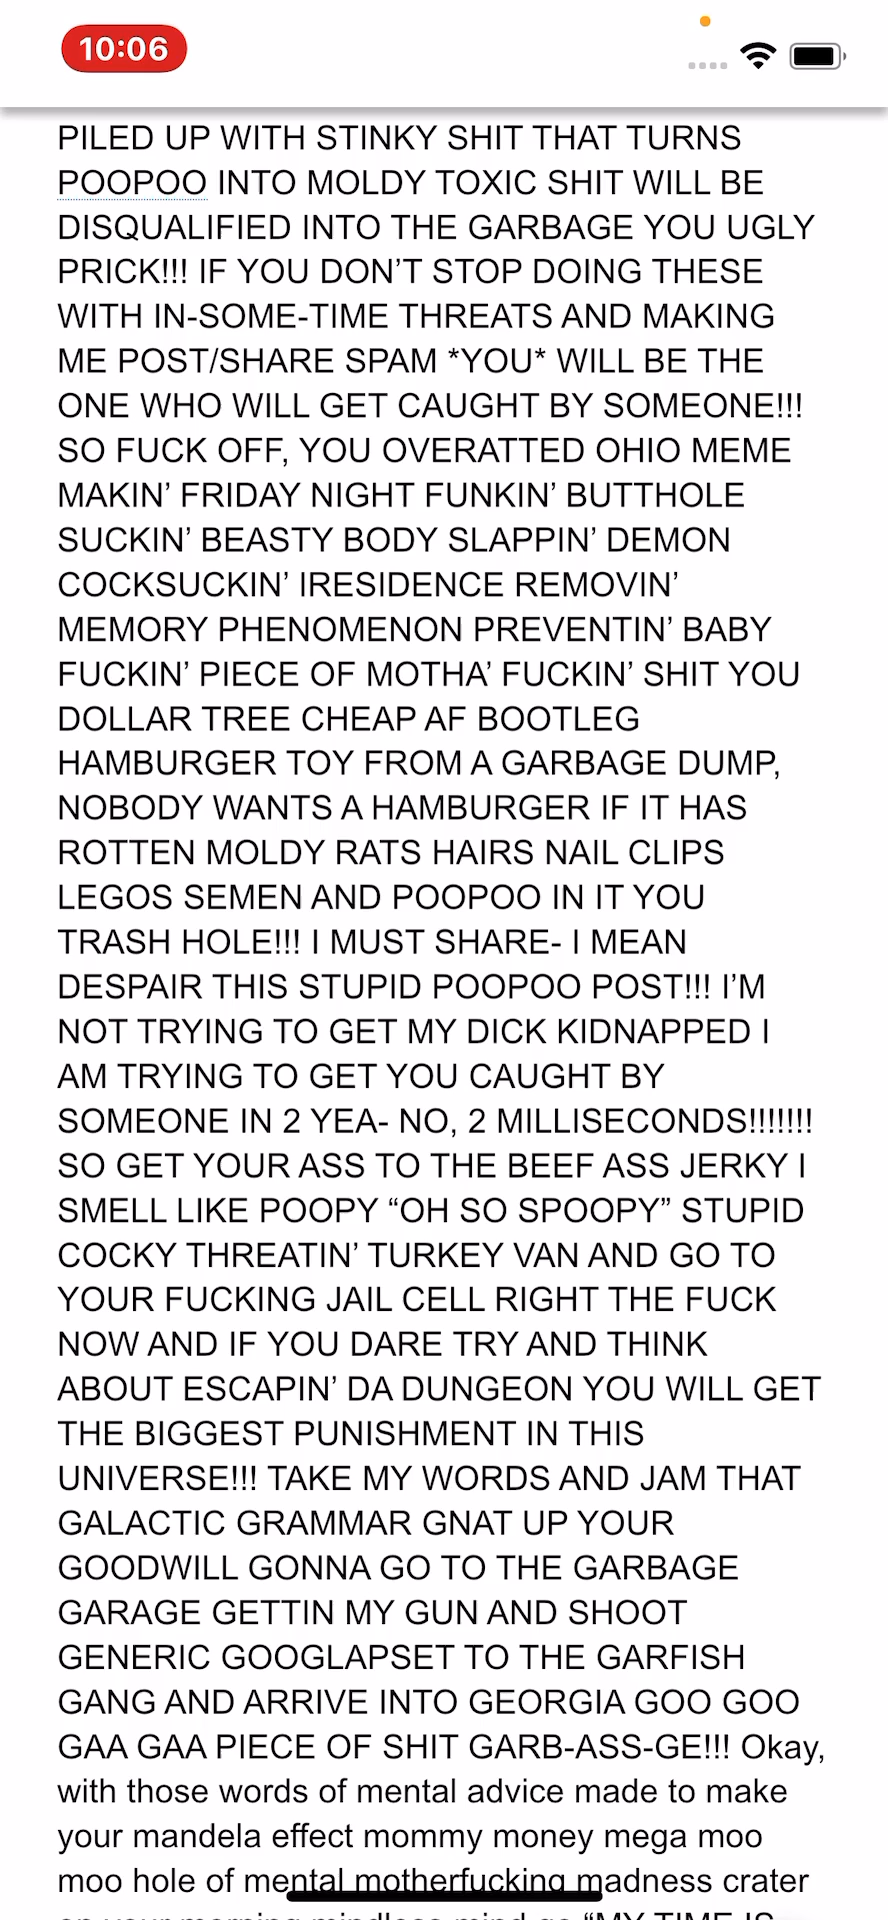 10:06
PILED UP WITH STINKY SHIT THAT TURNS
POOPOO INTO MOLDY TOXIC SHIT WILL BE
DISQUALIFIED INTO THE GARBAGE YOU UGLY
PRICK!!! IF YOU DON’T STOP DOING THESE
WITH IN-SOME-TIME THREATS AND MAKING
ME POST/SHARE SPAM *YOU* WILL BE THE
ONE WHO WILL GET CAUGHT BY SOMEONE!!!
SO FUCK OFF, YOU OVERATTED OHIO MEME
MAKIN’ FRIDAY NIGHT FUNKIN’ BUTTHOLE
SUCKIN’ BEASTY BODY SLAPPIN’ DEMON
COCKSUCKIN’ IRESIDENCE REMOVIN’
MEMORY PHENOMENON PREVENTIN’ BABY
FUCKIN’ PIECE OF MOTHA’ FUCKIN’ SHIT YOU
DOLLAR TREE CHEAP AF BOOTLEG
HAMBURGER TOY FROM A GARBAGE DUMP,
NOBODY WANTS A HAMBURGER IF IT HAS
ROTTEN MOLDY RATS HAIRS NAIL CLIPS
LEGOS SEMEN AND POOPOO IN IT YOU
TRASH HOLE!!! I MUST SHARE- I MEAN
DESPAIR THIS STUPID POOPOO POST!!! I’M
NOT TRYING TO GET MY DICK KIDNAPPED I
AM TRYING TO GET YOU CAUGHT BY
SOMEONE IN 2 YEA- NO, 2 MILLISECONDS!!!!!!!
SO GET YOUR ASS TO THE BEEF ASS JERKY I
SMELL LIKE POOPY “OH SO SPOOPY” STUPID
COCKY THREATIN’ TURKEY VAN AND GO TO
YOUR FUCKING JAIL CELL RIGHT THE FUCK
NOW AND IF YOU DARE TRY AND THINK
ABOUT ESCAPIN’ DA DUNGEON YOU WILL GET
THE BIGGEST PUNISHMENT IN THIS
UNIVERSE!!! TAKE MY WORDS AND JAM THAT
GALACTIC GRAMMAR GNAT UP YOUR
GOODWILL GONNA GO TO THE GARBAGE
GARAGE GETTIN MY GUN AND SHOOT
GENERIC GOOGLAPSET TO THE GARFISH
GANG AND ARRIVE INTO GEORGIA GOO GOO
GAA GAA PIECE OF SHIT GARB-ASS-GE!!! Okay,
with those words of mental advice made to make
your mandela effect mommy money mega moo
moo hole of mental motherfucking madness crater
your morning mindless mind go “MY TIME IS